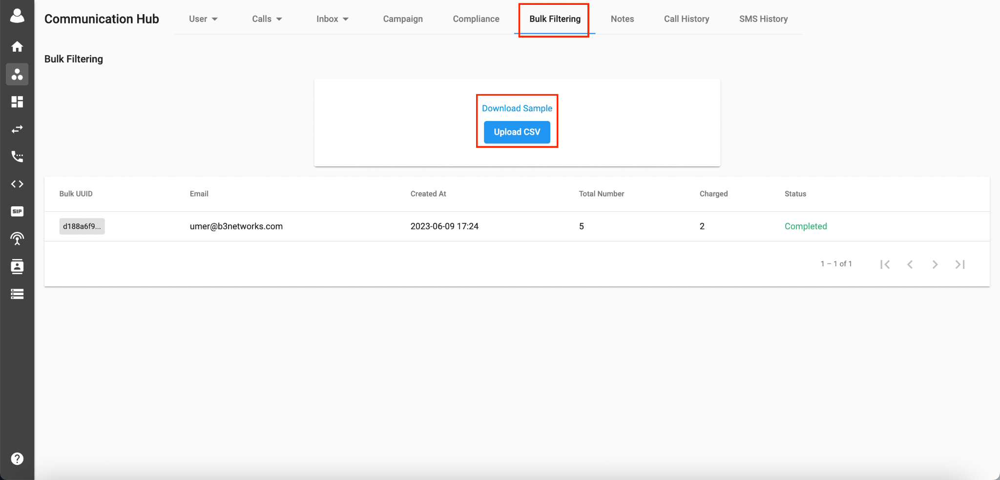 Communication Hub
User
Calls
Inbox
Campaign
Compliance
Bulk Filtering
Notes
Call History
SMS History
Bulk Filtering
Download Sample
Upload CSV
Bulk UUID
Email
Created At
Total Number
Charged
Status
d188a6f9...
umer@b3networks.com
2023-06-09 17:24
5
2
Completed
1 – 1 of 1
SIP
?